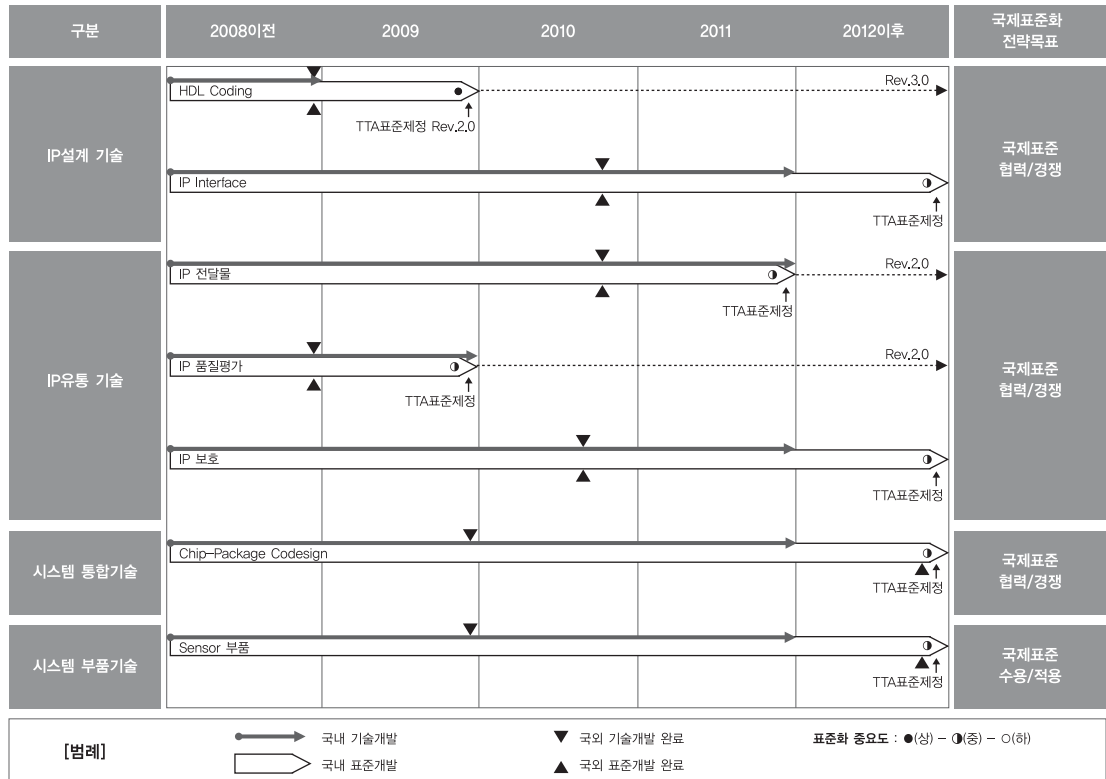 구분
2008이전
2009
2010
2011
2012이후
국제표준화
전략목표
IP설계 기술
HDL Coding
Rev.3.0
TTA표준제정 Rev.2.0
국제표준
협력/경쟁
IP Interface
TTA표준제정
IP유통 기술
IP 전달물
Rev.2.0
TTA표준제정
IP 품질평가
Rev.2.0
TTA표준제정
국제표준
협력/경쟁
IP 보호
TTA표준제정
시스템 통합기술
Chip-Package Codesign
TTA표준제정
국제표준
협력/경쟁
시스템 부품기술
Sensor 부품
TTA표준제정
국제표준
수용/적용
[범례]
국내 기술개발
국외 기술개발 완료
표준화 중요도 : ●(상) – ◑(중) – ○(하)
국내 표준개발
국외 표준개발 완료